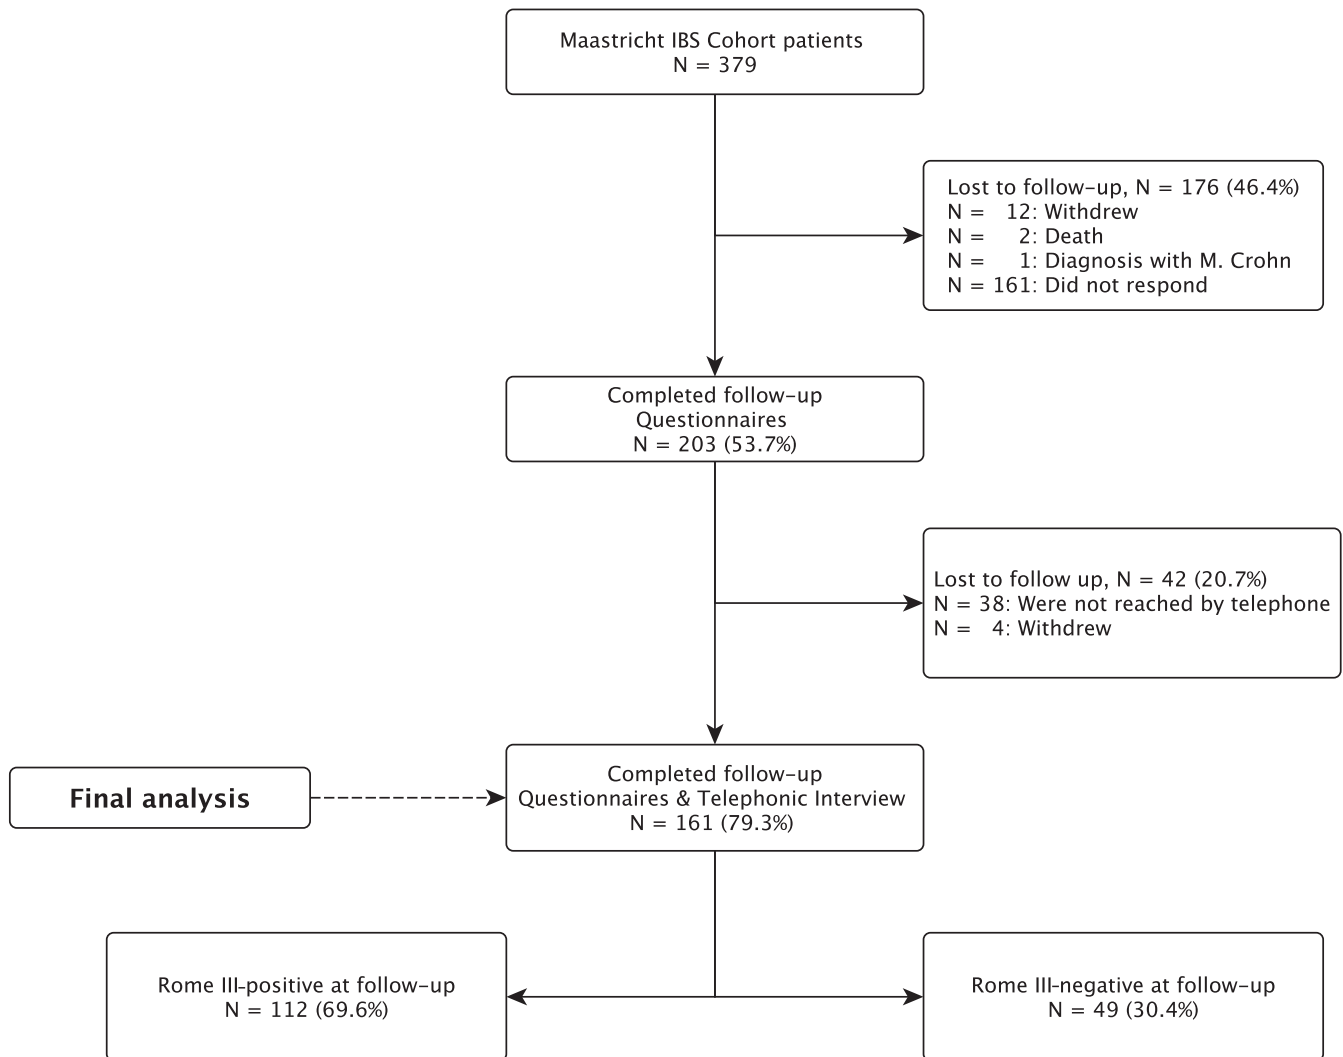 Maastricht IBS Cohort patients
N = 379
Lost to follow-up, N = 176 (46.4%)
N = 12: Withdrew
N = 2: Death
N = 1: Diagnosis with M. Crohn
N = 161: Did not respond
Completed follow-up
Questionnaires
N = 203 (53.7%)
Lost to follow up, N = 42 (20.7%)
N = 38: Were not reached by telephone
N = 4: Withdrew
Final analysis
Completed follow-up
Questionnaires & Telephonic Interview
N = 161 (79.3%)
Rome III-positive at follow-up
N = 112 (69.6%)
Rome III-negative at follow-up
N = 49 (30.4%)